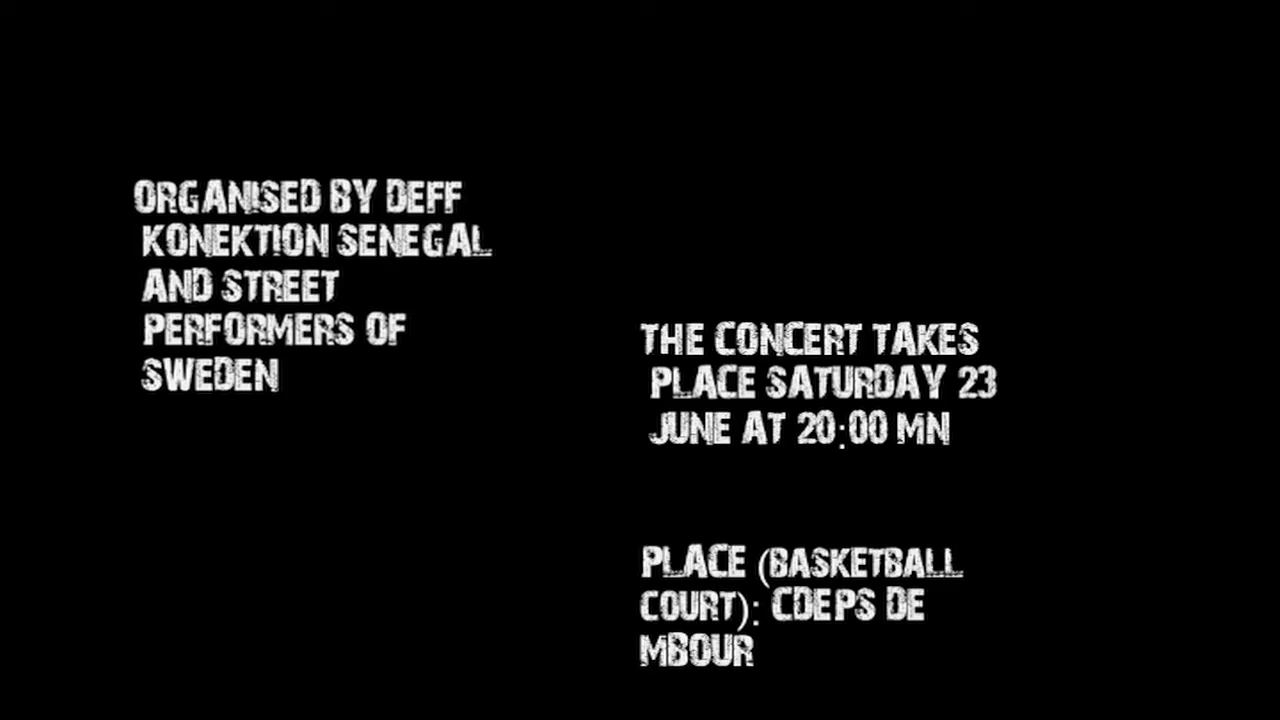 ORGANISED BY DEFF
KONEKTION SENEGAL
AND STREET
PERFORMERS OF
SWEDEN
THE CONCERT TAKES
PLACE SATURDAY 23
JUNE AT 20:00 MN
PLACE (BASKETBALL
COURT): CDEPS DE
MBOUR